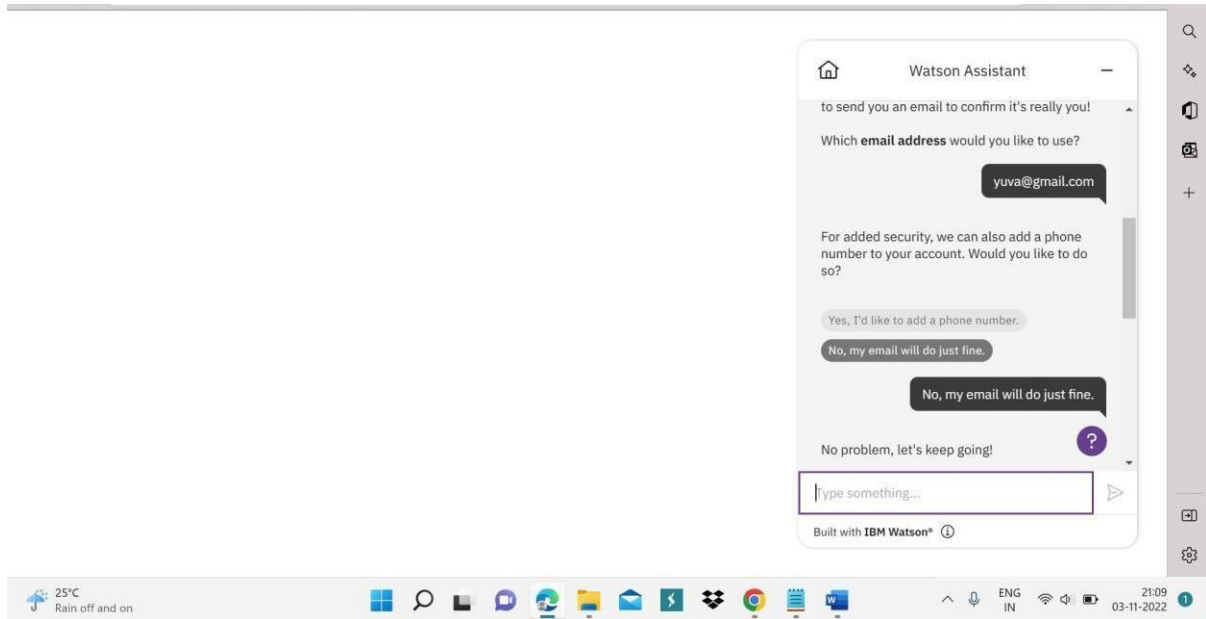 Watson Assistant
to send you an email to confirm it's really you!
Which email address would you like to use?
yuva@gmail.com
For added security, we can also add a phone
number to your account. Would you like to do
so?
Yes, I'd like to add a phone number.
No, my email will do just fine.
No, my email will do just fine.
?
No problem, let's keep going!
Type something...
Built with IBM Watson®
25°C
Rain off and on
ENG
IN
21:09
03-11-2022
1